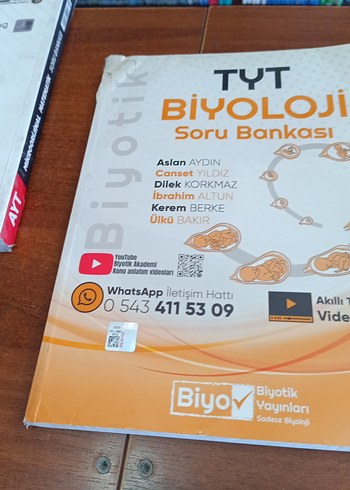 TYT
BİYOLOJİ
Soru Bankası
Biyotik
Aslan AYDIN
Canset YILDIZ
Dilek KORKMAZ
İbrahim ALTUN
Kerem BERKE
Ülkü BAKIR
YouTube
Biyotik Akademi
Konu anlatım videoları
WhatsApp İletişim Hattı
0 543 411 53 09
Akıllı T
Vide
Biyo
Biyotik
Yayınları
Sadece Biyoloji
AYT